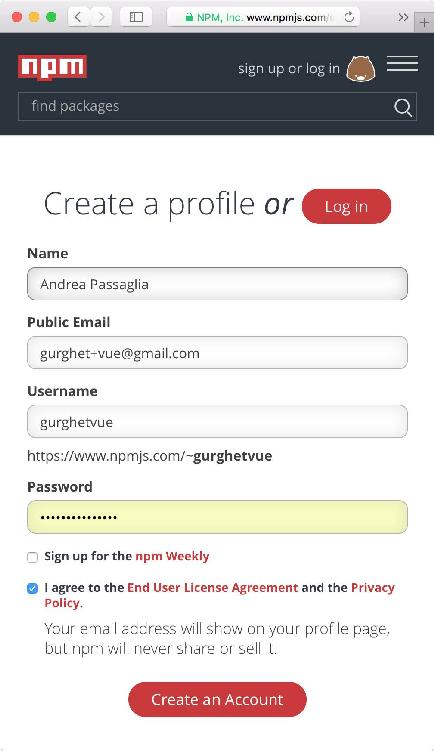 NPM, Inc. www.npmjs.com/
npm
sign up or log in
find packages
Create a profile or Log in
Name
Andrea Passaglia
Public Email
gurghet+vue@gmail.com
Username
gurghetvue
https://www.npmjs.com/~gurghetvue
Password
•••••••••••••••
Sign up for the npm Weekly
I agree to the End User License Agreement and the Privacy
Policy.
Your email address will show on your profile page,
but npm will never share or sell it.
Create an Account